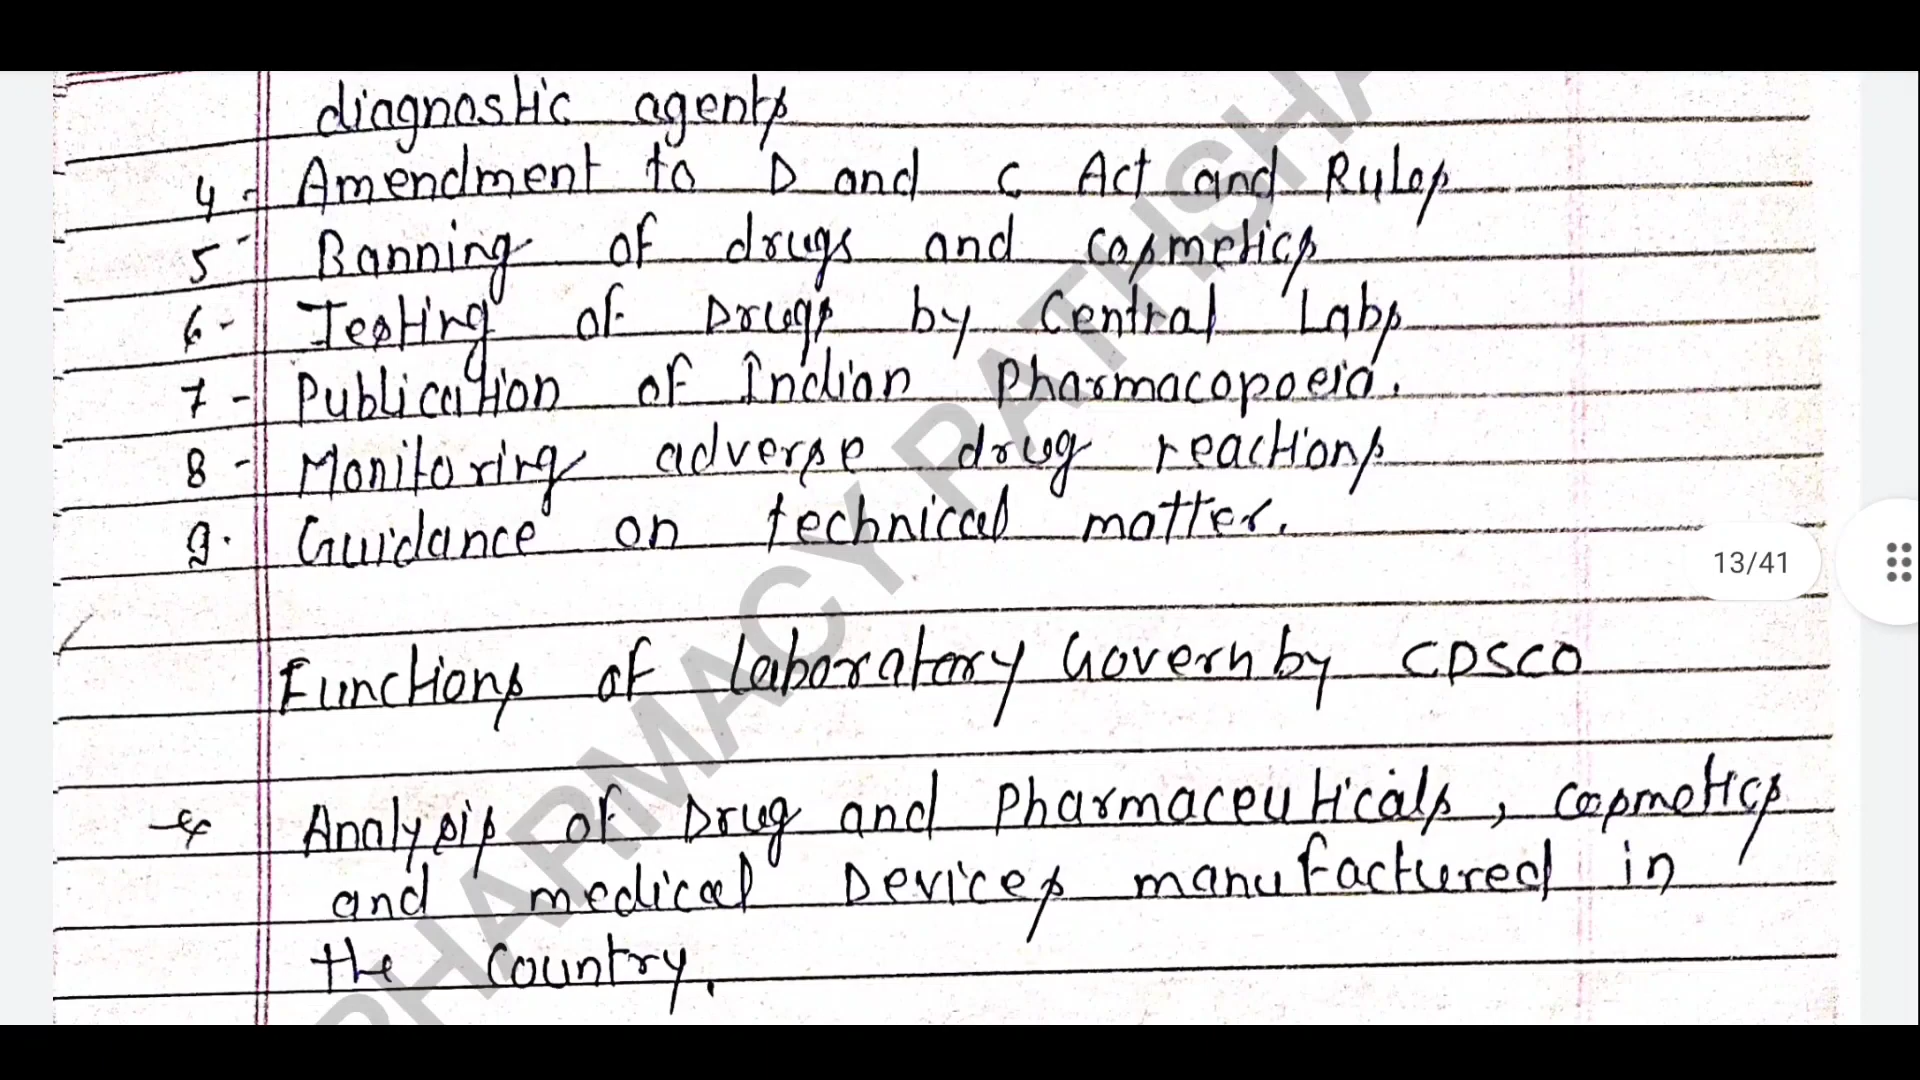 diagnostic agents
4- Amendment to D and C Act and Rules
5- Banning of drugs and cosmetics
6- Testing of Drugs by Central Labs
7- Publication of Indian Pharmacopoeia.
8- Monitoring adverse drug reactions
9. Guidance on technical matter.
13/41
Functions of Laboratory Govern by CDSCO
Analysis of Drug and Pharmaceuticals, cosmetics
and medical Devices manufactured in
the country.
PHARMACY PATHSHA